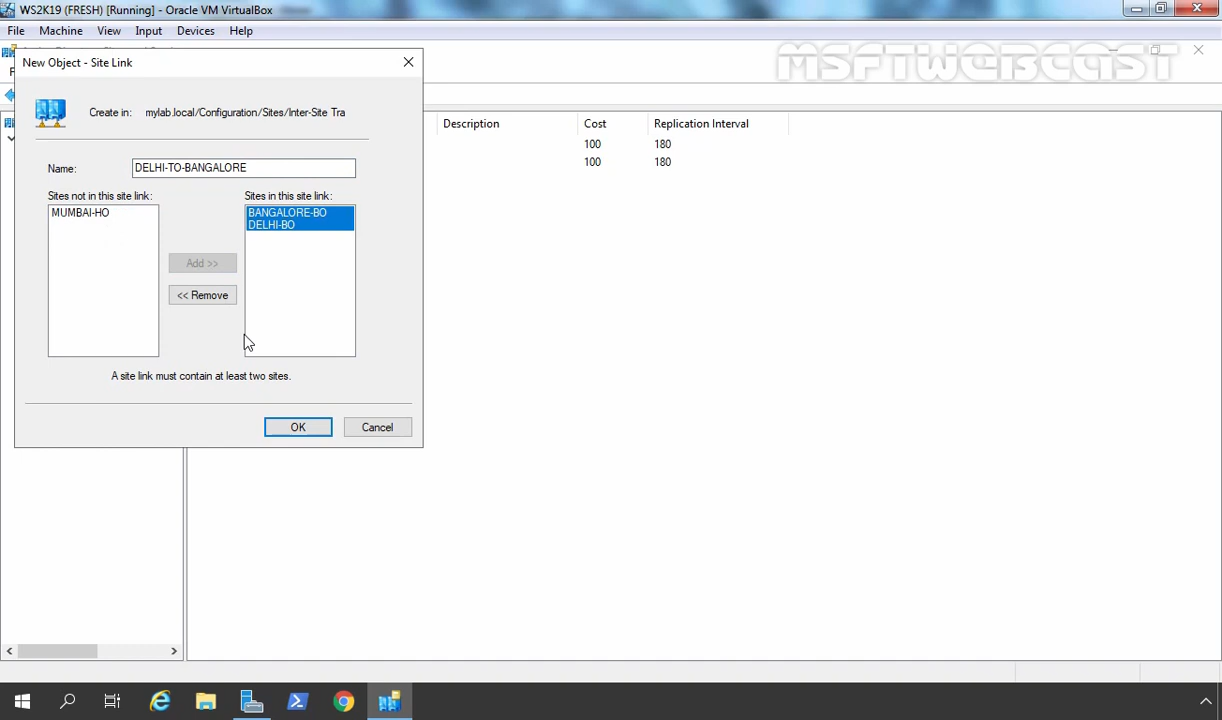 WS2K19 (FRESH) [Running] - Oracle VM VirtualBox
File Machine View Input Devices Help
MSFTWEBCAST
New Object - Site Link
Create in: mylab.local/Configuration/Sites/Inter-Site Tra
Name: DELHI-TO-BANGALORE
Sites not in this site link: Sites in this site link:
MUMBAI-HO
BANGALORE-BO
DELHI-BO
Add >>
<< Remove
A site link must contain at least two sites.
OK Cancel
Description Cost Replication Interval
100 180
100 180